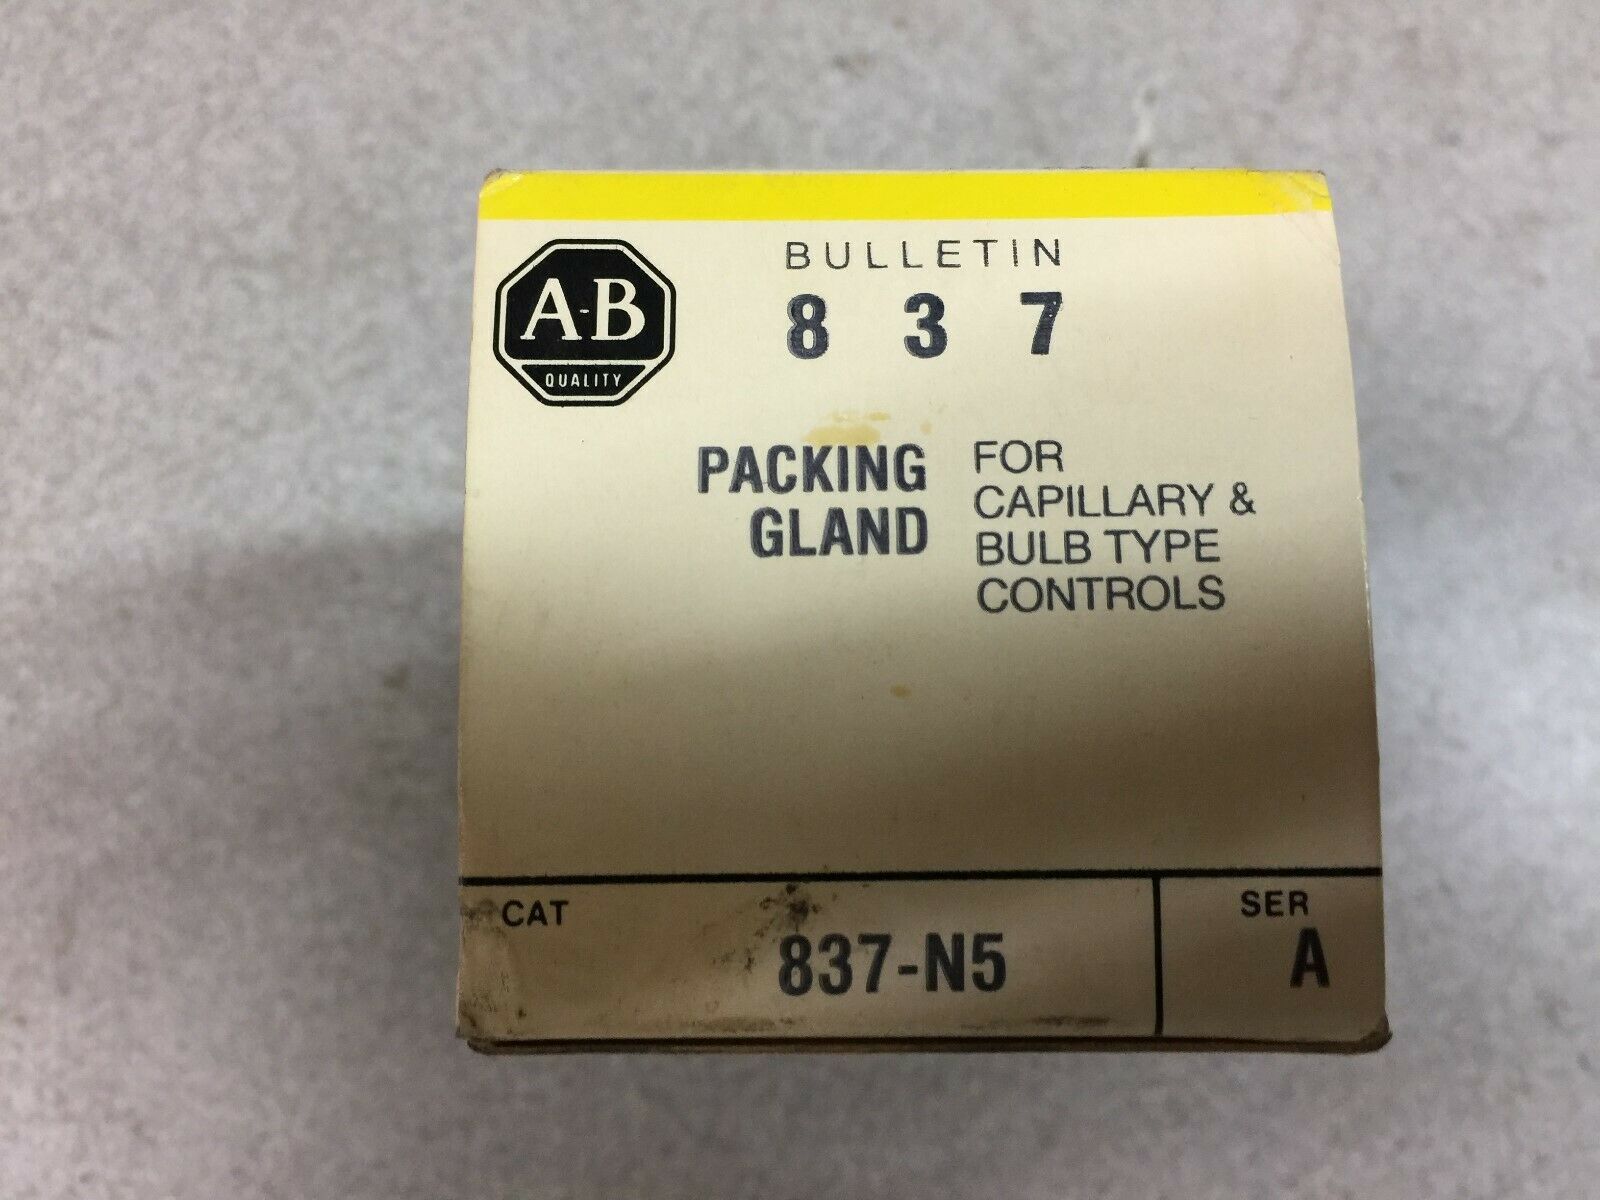 BULLETIN
8 3 7
A-B
QUALITY
PACKING
GLAND
FOR
CAPILLARY &
BULB TYPE
CONTROLS
CAT
837-N5
SER
A